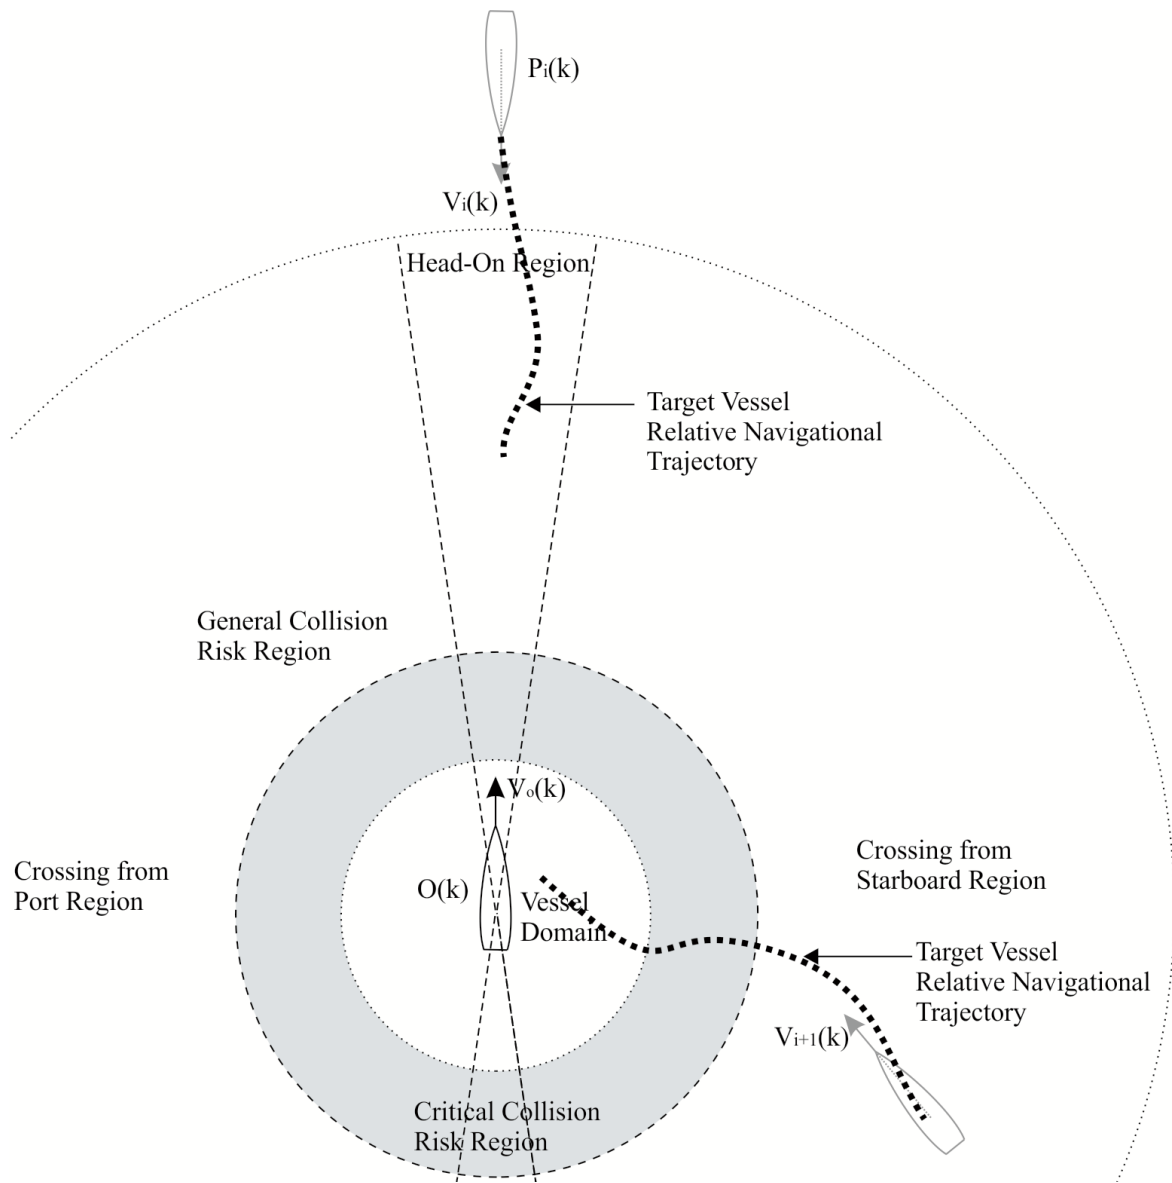 Pi(k)
Vi(k)
Head-On Region
Target Vessel
Relative Navigational
Trajectory
General Collision
Risk Region
Vo(k)
Crossing from
Port Region
O(k)
Vessel
Domain
Crossing from
Starboard Region
Target Vessel
Relative Navigational
Trajectory
Vi+1(k)
Critical Collision
Risk Region